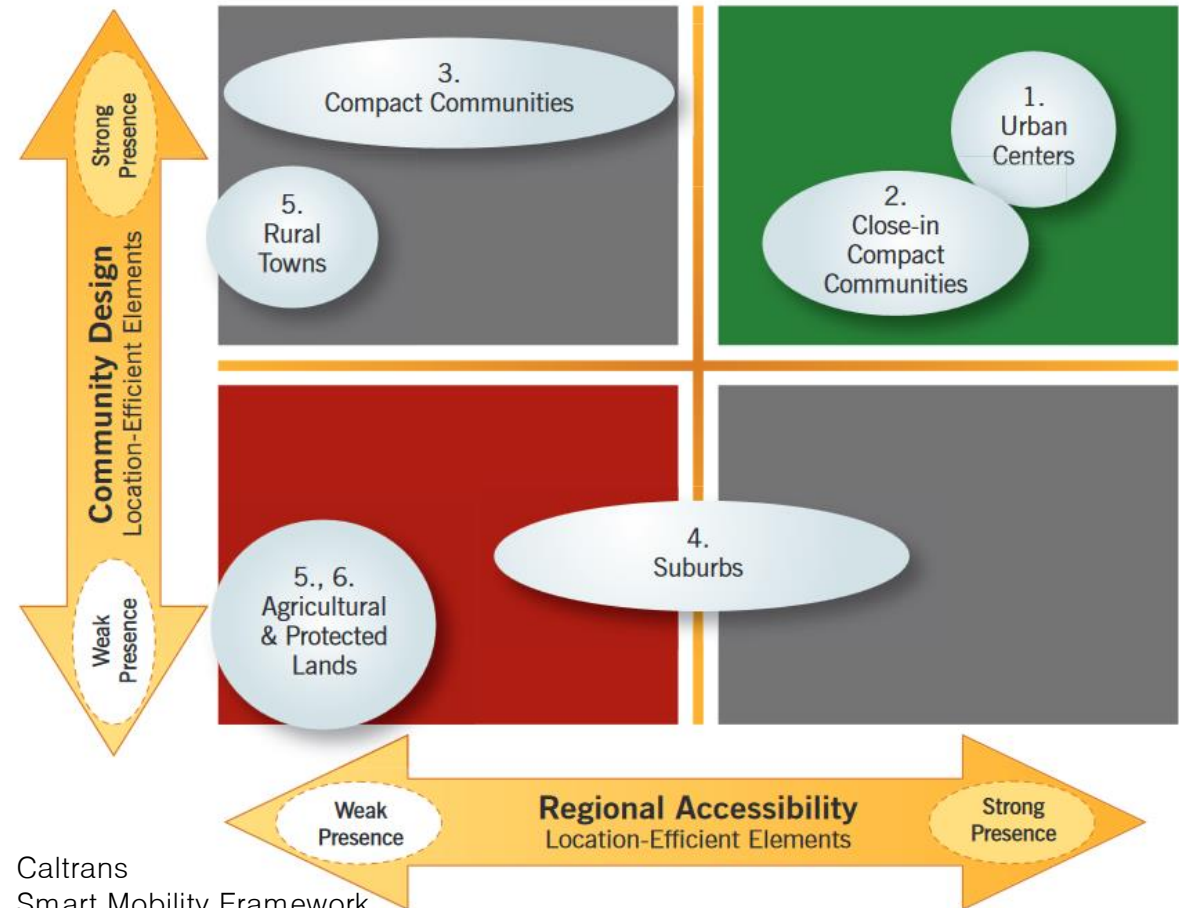 Strong
Presence
Community Design
Location-Efficient Elements
Weak
Presence
3.
Compact Communities
5.
Rural
Towns
1.
Urban
Centers
2.
Close-in
Compact
Communities
5., 6.
Agricultural
& Protected
Lands
4.
Suburbs
Weak
Presence
Regional Accessibility
Location-Efficient Elements
Strong
Presence
Caltrans
Smart Mobility Framework